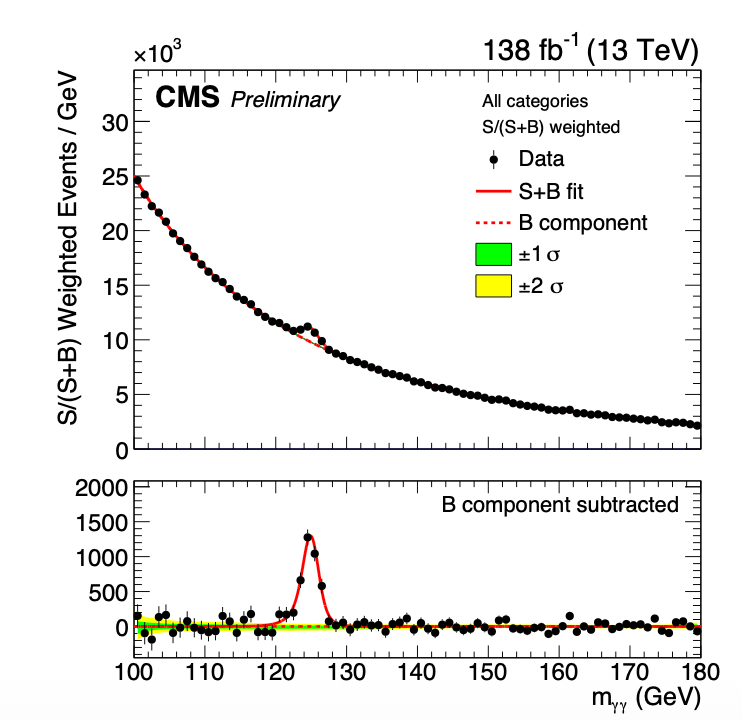 ×10³
138 fb⁻¹ (13 TeV)
S/(S+B) Weighted Events / GeV
CMS Preliminary
All categories
S/(S+B) weighted
Data
S+B fit
B component
±1 σ
±2 σ
30
25
20
15
10
5
0
B component subtracted
2000
1500
1000
500
0
100 110 120 130 140 150 160 170 180
mγγ (GeV)